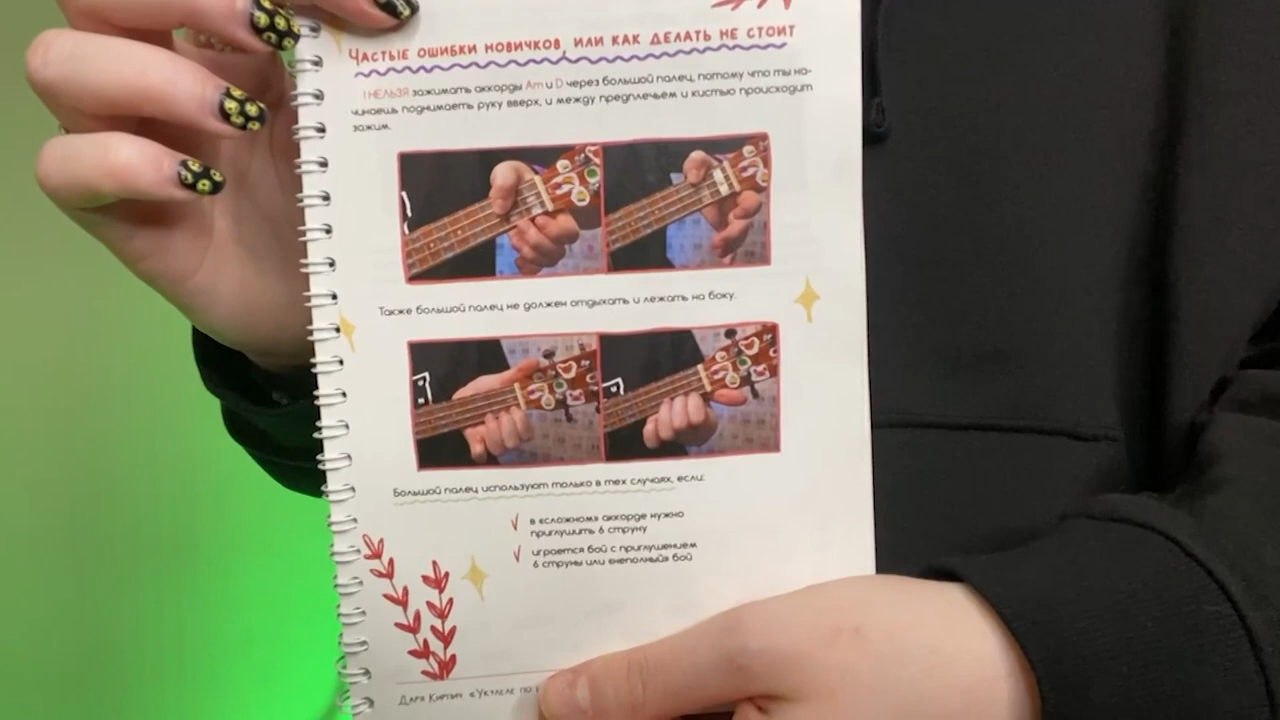 Частые ошибки новичков, или как делать не стоит
! НЕЛЬЗЯ зажимать аккорды Am и D через большой палец, потому что ты на-
чинаешь поднимаеть руку вверх, и между предплечьем и кистью происходит
зажим.
Также большой палец не должен отдыхать и лежать на боку.
Большой палец используют только в тех случаях, если:
в «сложном» аккорде нужно
приглушить 6 струну
играется бой с приглушением
6 струны или «неполный» бой
Даря Кирпич «Укулеле по